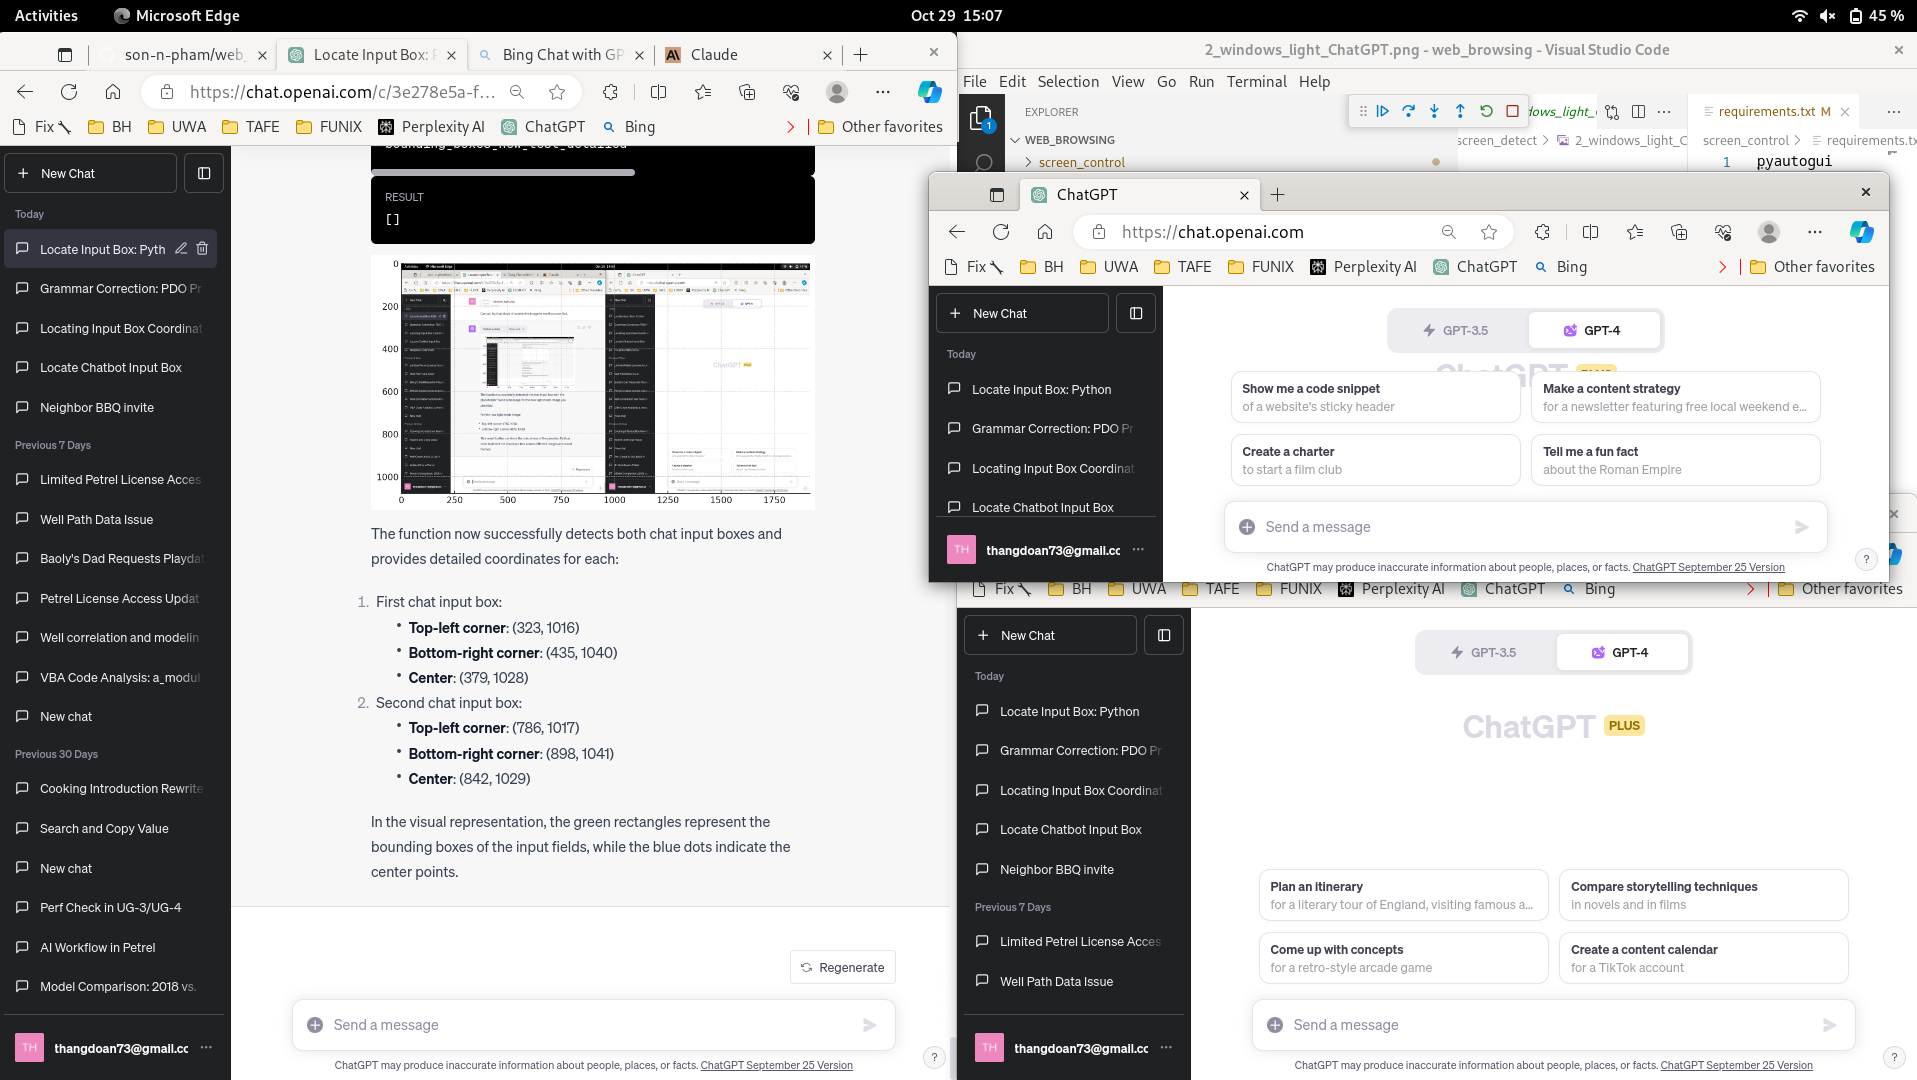 Activities
Microsoft Edge
Oct 29 15:07
45 %
son-n-pham/web_
Locate Input Box: P
Bing Chat with GP
Claude
https://chat.openai.com/c/3e278e5a-f...
Fix
BH
UWA
TAFE
FUNIX
Perplexity AI
ChatGPT
Bing
Other favorites
New Chat
Today
Locate Input Box: Pyth
Grammar Correction: PDO Pr
Locating Input Box Coordinat
Locate Chatbot Input Box
Neighbor BBQ invite
Previous 7 Days
Limited Petrel License Acces
Well Path Data Issue
Baoly's Dad Requests Playda
Petrel License Access Updat
Well correlation and modelin
VBA Code Analysis: a_modul
New chat
Previous 30 Days
Cooking Introduction Rewrite
Search and Copy Value
New chat
Perf Check in UG-3/UG-4
AI Workflow in Petrel
Model Comparison: 2018 vs.
TH
thangdoan73@gmail.cc
RESULT
[]
0
200
400
600
800
1000
0 250 500 750 1000 1250 1500 1750
The function now successfully detects both chat input boxes and
provides detailed coordinates for each:
1. First chat input box:
• Top-left corner: (323, 1016)
• Bottom-right corner: (435, 1040)
• Center: (379, 1028)
2. Second chat input box:
• Top-left corner: (786, 1017)
• Bottom-right corner: (898, 1041)
• Center: (842, 1029)
In the visual representation, the green rectangles represent the
bounding boxes of the input fields, while the blue dots indicate the
center points.
Regenerate
Send a message
ChatGPT may produce inaccurate information about people, places, or facts. ChatGPT September 25 Version
?
2_windows_light_ChatGPT.png - web_browsing - Visual Studio Code
File Edit Selection View Go Run Terminal Help
1
EXPLORER
WEB_BROWSING
screen_control
dows_light_
requirements.txt M
screen_detect > 2_windows_light_C
screen_control > requirements.tx
1 pyautogui
ChatGPT
https://chat.openai.com
Fix
BH
UWA
TAFE
FUNIX
Perplexity AI
ChatGPT
Bing
Other favorites
New Chat
Today
Locate Input Box: Python
Grammar Correction: PDO Pr
Locating Input Box Coordinat
Locate Chatbot Input Box
TH
thangdoan73@gmail.cc
GPT-3.5
GPT-4
ChatGPT PLUS
Show me a code snippet
of a website's sticky header
Make a content strategy
for a newsletter featuring free local weekend e...
Create a charter
to start a film club
Tell me a fun fact
about the Roman Empire
Send a message
ChatGPT may produce inaccurate information about people, places, or facts. ChatGPT September 25 Version
?
Fix
BH
UWA
TAFE
FUNIX
Perplexity AI
ChatGPT
Bing
Other favorites
New Chat
Today
Locate Input Box: Python
Grammar Correction: PDO Pr
Locating Input Box Coordinat
Locate Chatbot Input Box
Neighbor BBQ invite
Previous 7 Days
Limited Petrel License Acces
Well Path Data Issue
TH
thangdoan73@gmail.cc
GPT-3.5
GPT-4
ChatGPT PLUS
Plan an itinerary
for a literary tour of England, visiting famous a...
Compare storytelling techniques
in novels and in films
Come up with concepts
for a retro-style arcade game
Create a content calendar
for a TikTok account
Send a message
ChatGPT may produce inaccurate information about people, places, or facts. ChatGPT September 25 Version
?